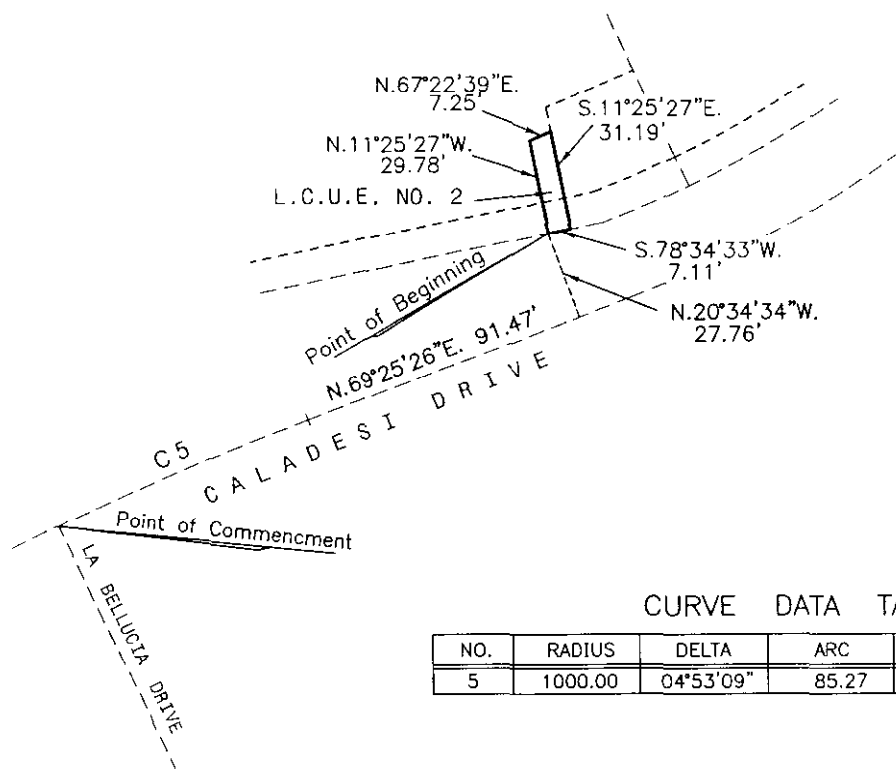 N.67°22'39"E.
7.25'
S.11°25'27"E.
31.19'
N.11°25'27"W.
29.78'
L.C.U.E. NO. 2
S.78°34'33"W.
7.11'
Point of Beginning
N.20°34'34"W.
27.76'
N.69°25'26"E. 91.47'
C5
CALADESI DRIVE
Point of Commencment
LA BELLUCIA DRIVE
CURVE DATA TA
NO. RADIUS DELTA ARC
5 1000.00 04°53'09" 85.27